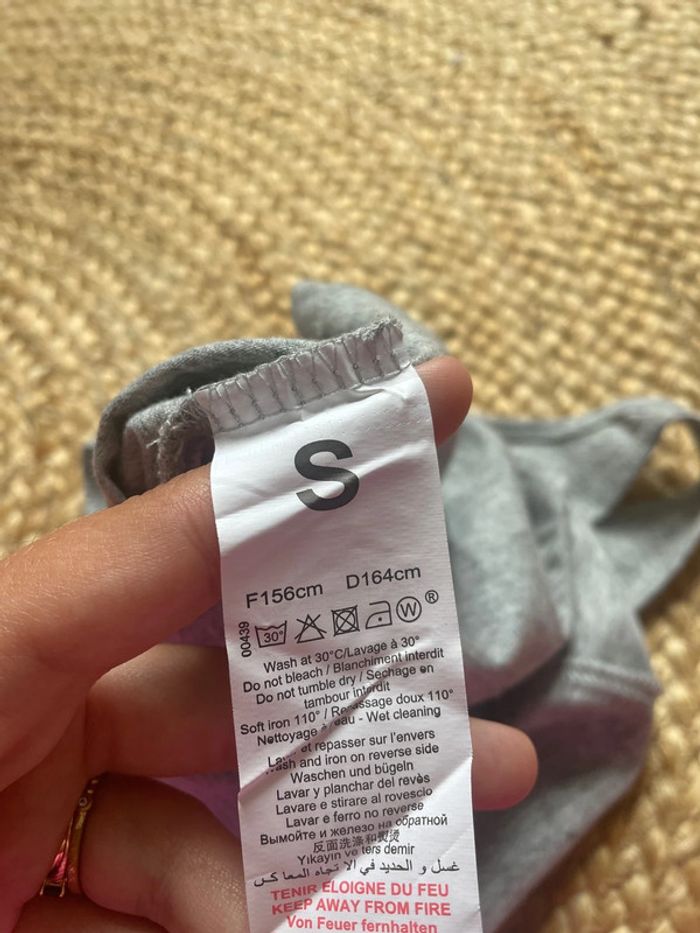 S
F156cm D164cm
00439
30° W ®
Wash at 30°C/Lavage à 30°
Do not bleach / Blanchiment interdit
Do not tumble dry / Sechage en
tambour interdit
Soft iron 110° / Repassage doux 110°
Nettoyage à eau - Wet cleaning
et repasser sur l'envers
Wash and iron on reverse side
Waschen und bügeln
Lavar y planchar del revès
Lavare e stirare al rovescio
Lavar e ferro no reverse
Вымойте и железо на обратной
反面洗涤和熨烫
Yıkayın ve ters demir
غسل و الحديد في الا تجاه المعا كس
TENIR ELOIGNE DU FEU
KEEP AWAY FROM FIRE
Von Feuer fernhalten